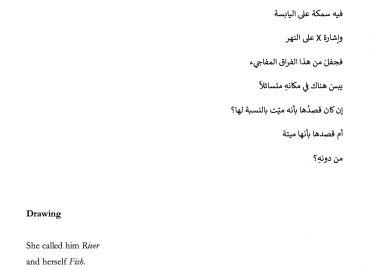 فيه سمكة على اليابسة
وإشارة X على النهر
فجفلَ من هذا الفراق المفاجيء
يبسَ هناك في مكانهِ متسائلاً
إن كان قصدُها بأنه ميّت بالنسبة لها؟
أم قصدها بأنها ميتة
من دونهِ؟
Drawing
She called him River
and herself Fish.